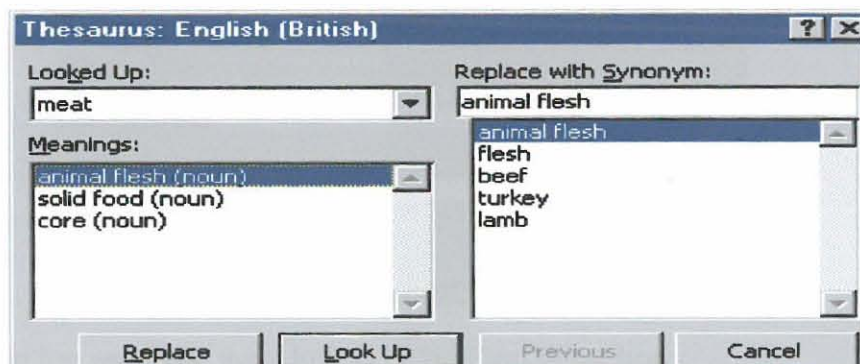 Thesaurus: English (British)
Looked Up:
meat
Meanings:
animal flesh (noun)
solid food (noun)
core (noun)
Replace with Synonym:
animal flesh
animal flesh
flesh
beef
turkey
lamb
Replace Look Up Previous Cancel